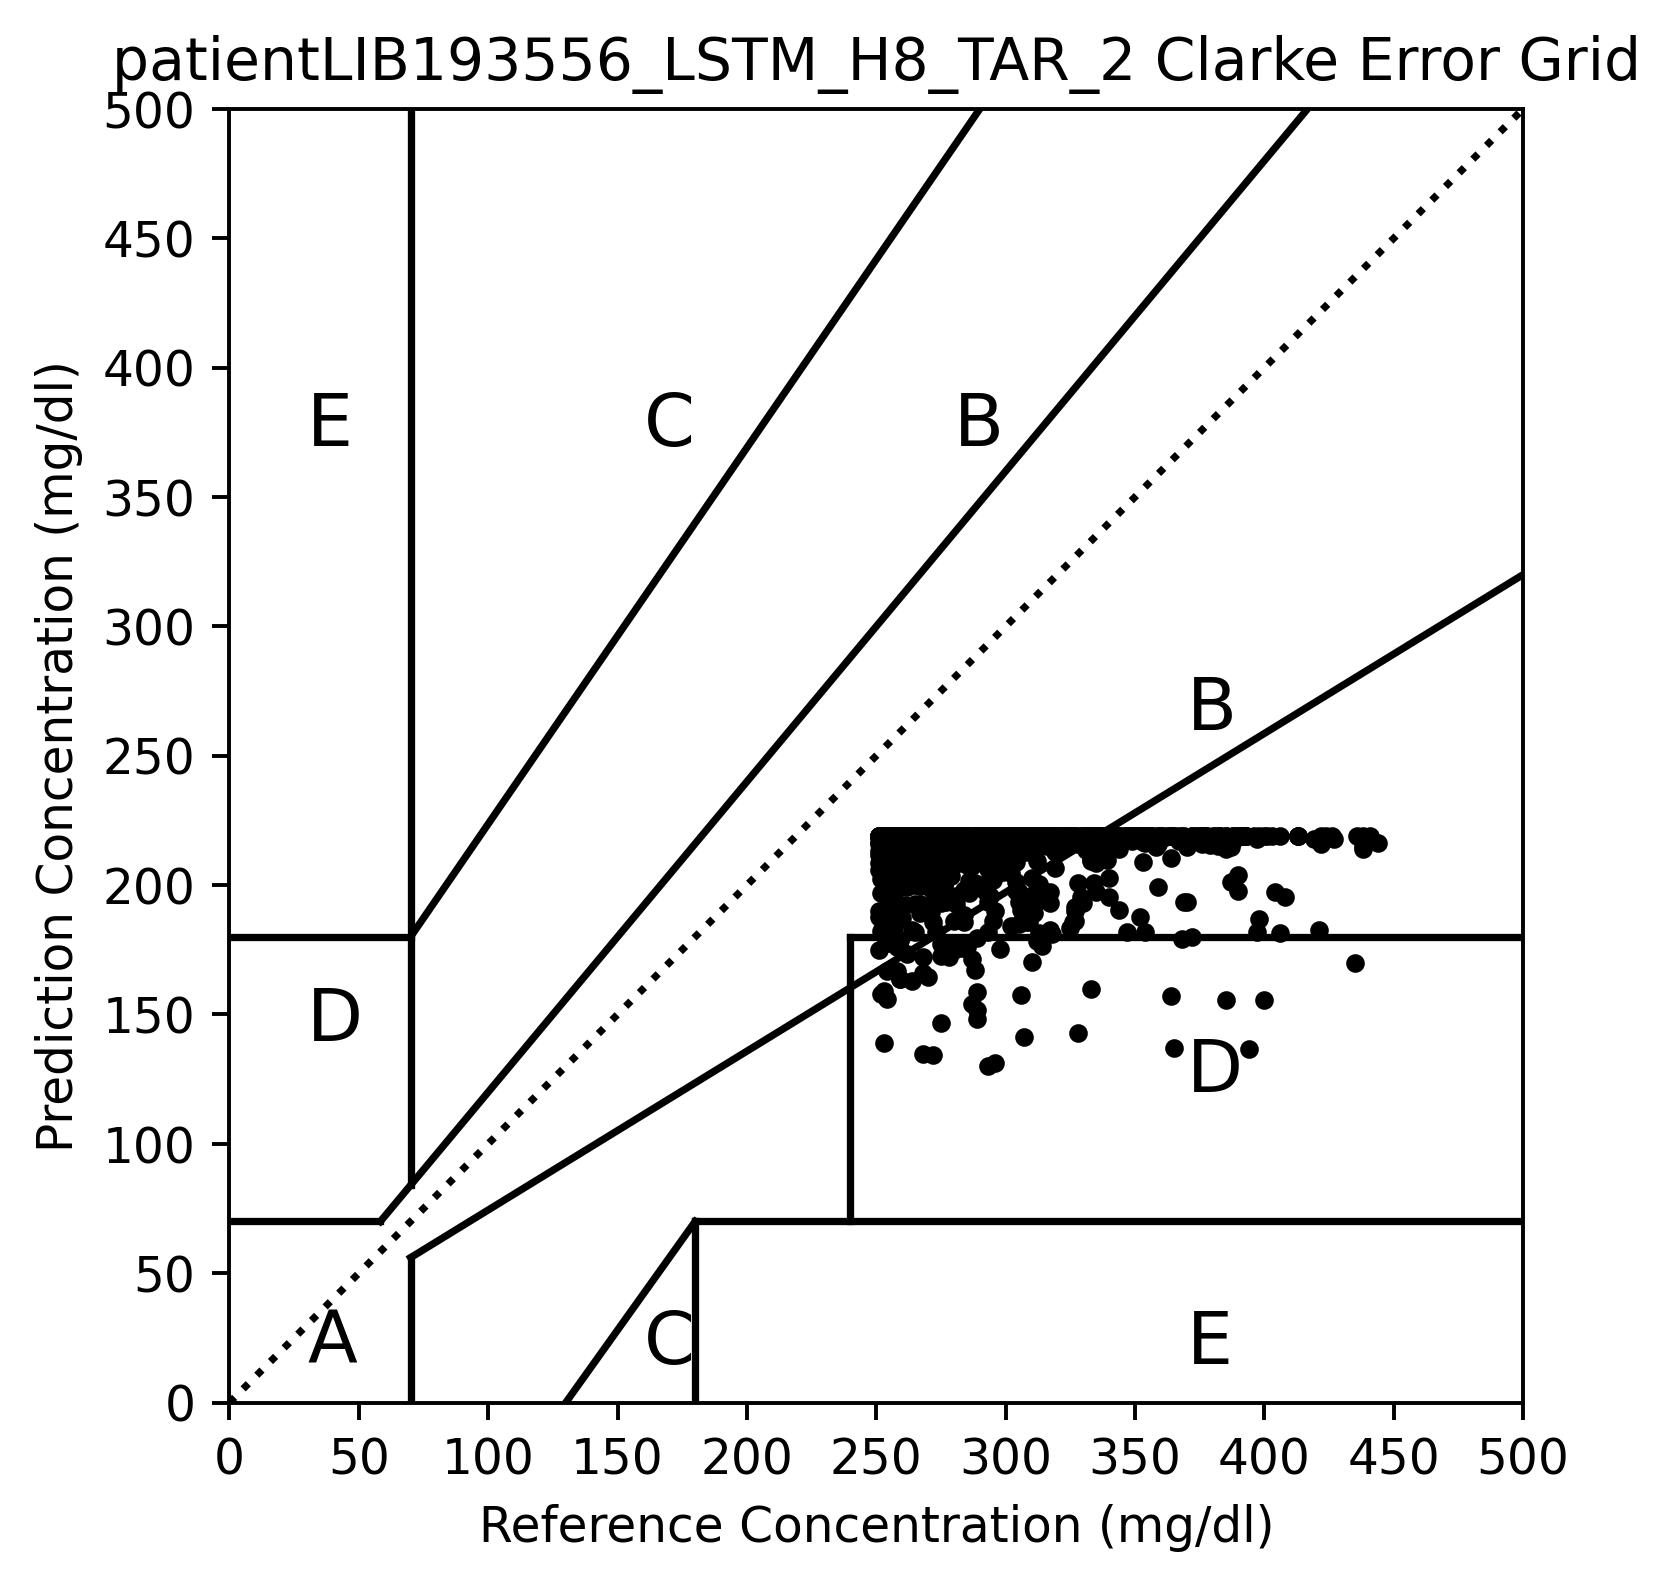 patientLIB193556_LSTM_H8_TAR_2 Clarke Error Grid
500
450
400
350
300
250
200
150
100
50
0
Prediction Concentration (mg/dl)
E
C
B
B
D
D
A
C
E
0 50 100 150 200 250 300 350 400 450 500
Reference Concentration (mg/dl)